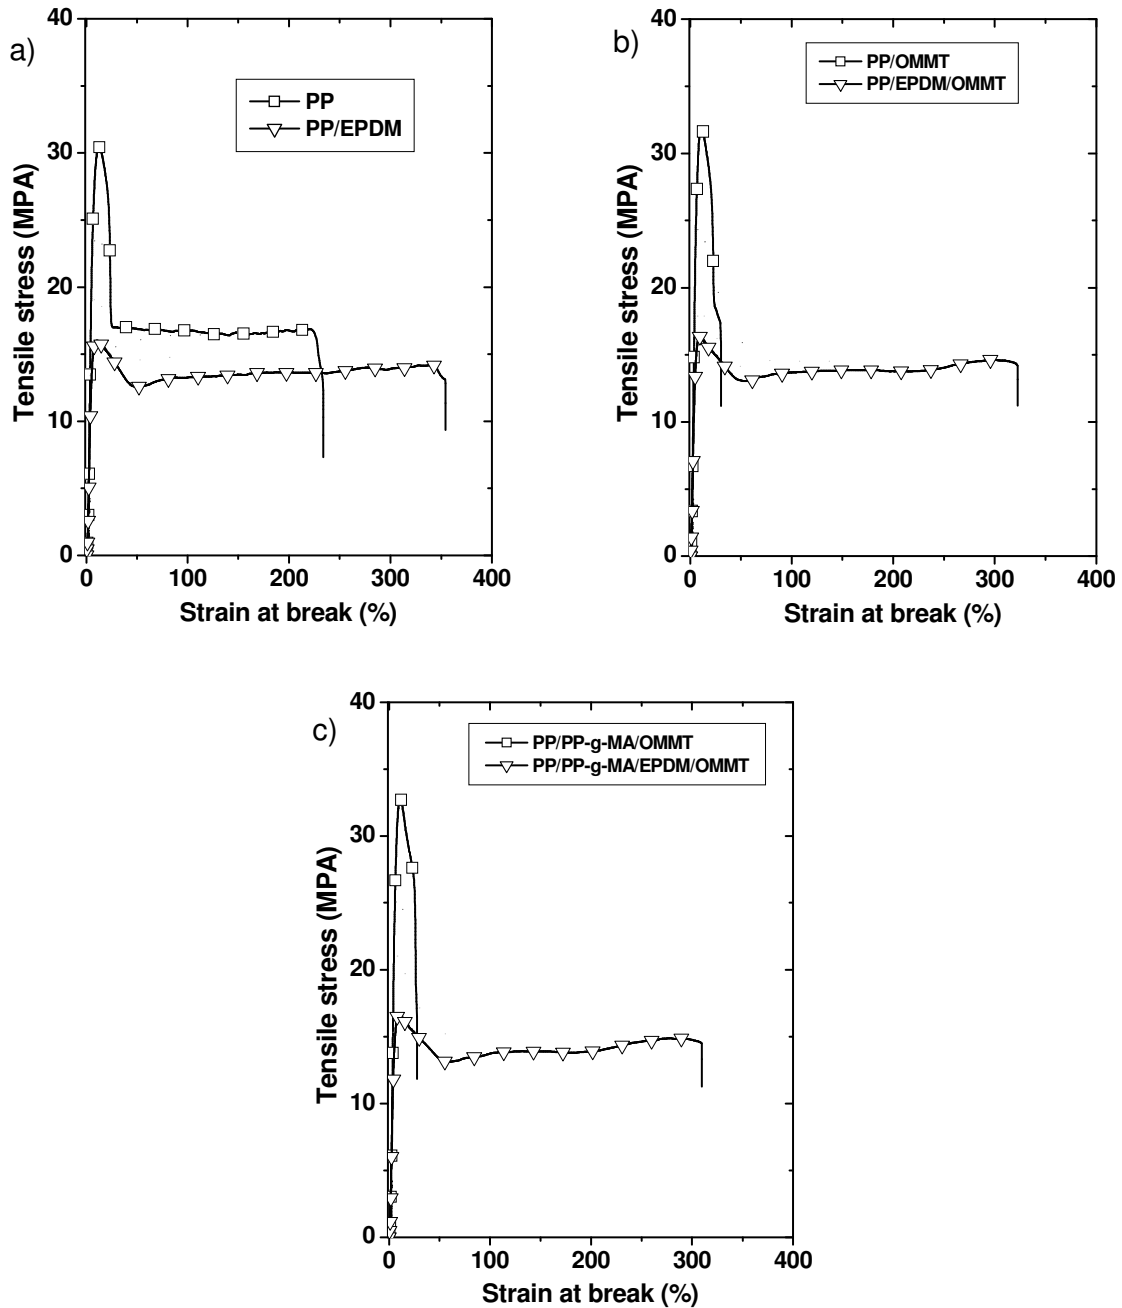 a)
PP
PP/EPDM
Tensile stress (MPA)
40
30
20
10
0
0 100 200 300 400
Strain at break (%)
b)
PP/OMMT
PP/EPDM/OMMT
Tensile stress (MPA)
40
30
20
10
0
0 100 200 300 400
Strain at break (%)
c)
PP/PP-g-MA/OMMT
PP/PP-g-MA/EPDM/OMMT
Tensile stress (MPA)
40
30
20
10
0
0 100 200 300 400
Strain at break (%)